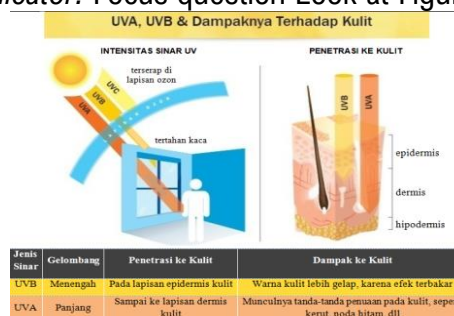 icator: Focus question Look at Figur
UVA, UVB & Dampaknya Terhadap Kulit
INTENSITAS SINAR UV
PENETRASI KE KULIT
terserap di
lapisan ozon
UVC
UVB
UVA
tertahan kaca
UVB
UVA
epidermis
dermis
hipodermis
Jenis
Sinar
Gelombang
Penetrasi ke Kulit
Dampak ke Kulit
UVB
Menengah
Pada lapisan epidermis kulit
Warna kulit lebih gelap, karena efek terbakar
UVA
Panjang
Sampai ke lapisan dermis
kulit
Munculnya tanda-tanda penuaan pada kulit, sepe
kerut, noda hitam, dll